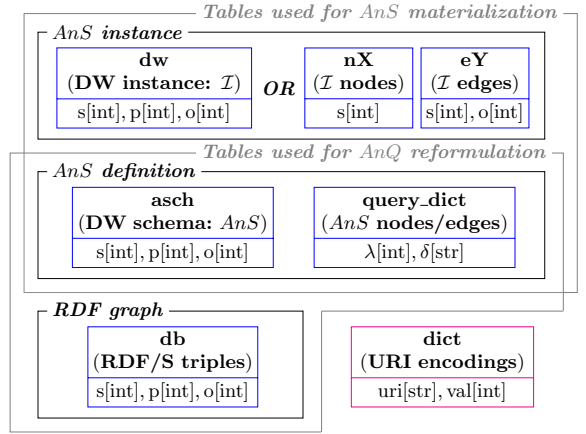 Tables used for AnS materialization
AnS instance
dw
(DW instance: I)
s[int], p[int], o[int]
OR
nX
(I nodes)
s[int]
eY
(I edges)
s[int], o[int]
Tables used for AnQ reformulation
AnS definition
asch
(DW schema: AnS)
s[int], p[int], o[int]
query_dict
(AnS nodes/edges)
λ[int], δ[str]
RDF graph
db
(RDF/S triples)
s[int], p[int], o[int]
dict
(URI encodings)
uri[str], val[int]